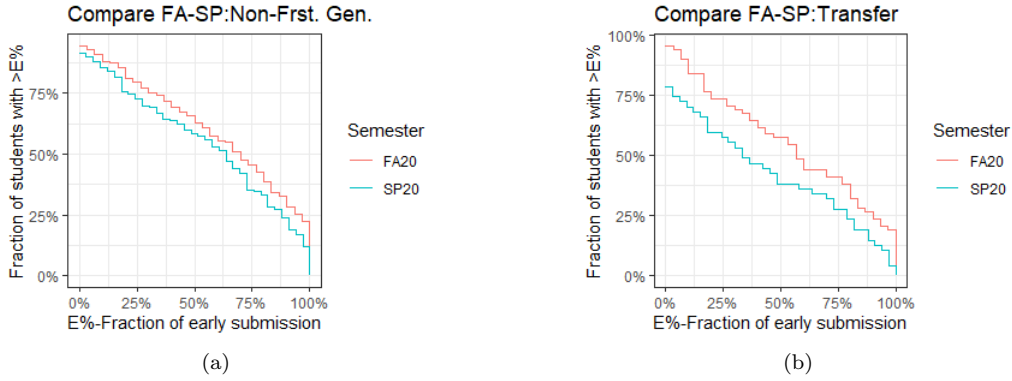 Compare FA-SP:Non-Frst. Gen.
Fraction of students with >E%
75%
50%
25%
0%
0% 25% 50% 75% 100%
E%-Fraction of early submission
Semester
FA20
SP20
(a)
Compare FA-SP:Transfer
Fraction of students with >E%
100%
75%
50%
25%
0%
0% 25% 50% 75% 100%
E%-Fraction of early submission
Semester
FA20
SP20
(b)